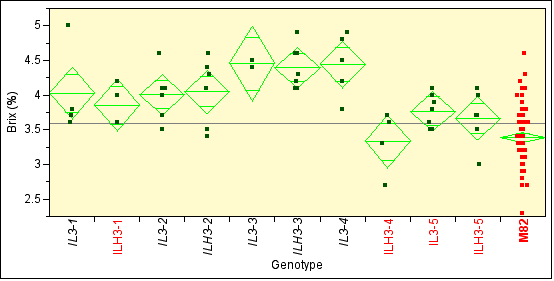 5
4.5
4
3.5
3
2.5
Brix (%)
IL3-1
ILH3-1
IL3-2
ILH3-2
IL3-3
ILH3-3
IL3-4
ILH3-4
IL3-5
ILH3-5
M82
Genotype